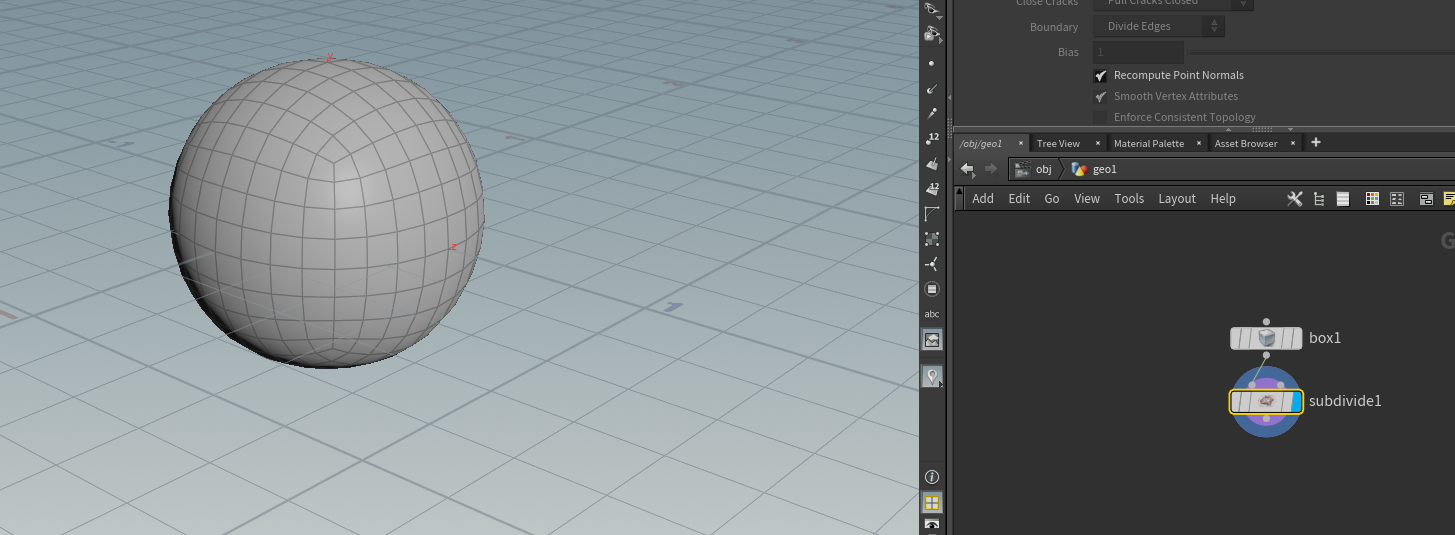 Close Cracks Pull Cracks Closed
Boundary Divide Edges
Bias 1
Recompute Point Normals
Smooth Vertex Attributes
Enforce Consistent Topology
/obj/geo1 × Tree View × Material Palette × Asset Browser × +
obj geo1
Add Edit Go View Tools Layout Help
G
box1
subdivide1
12
12
abc
y
z